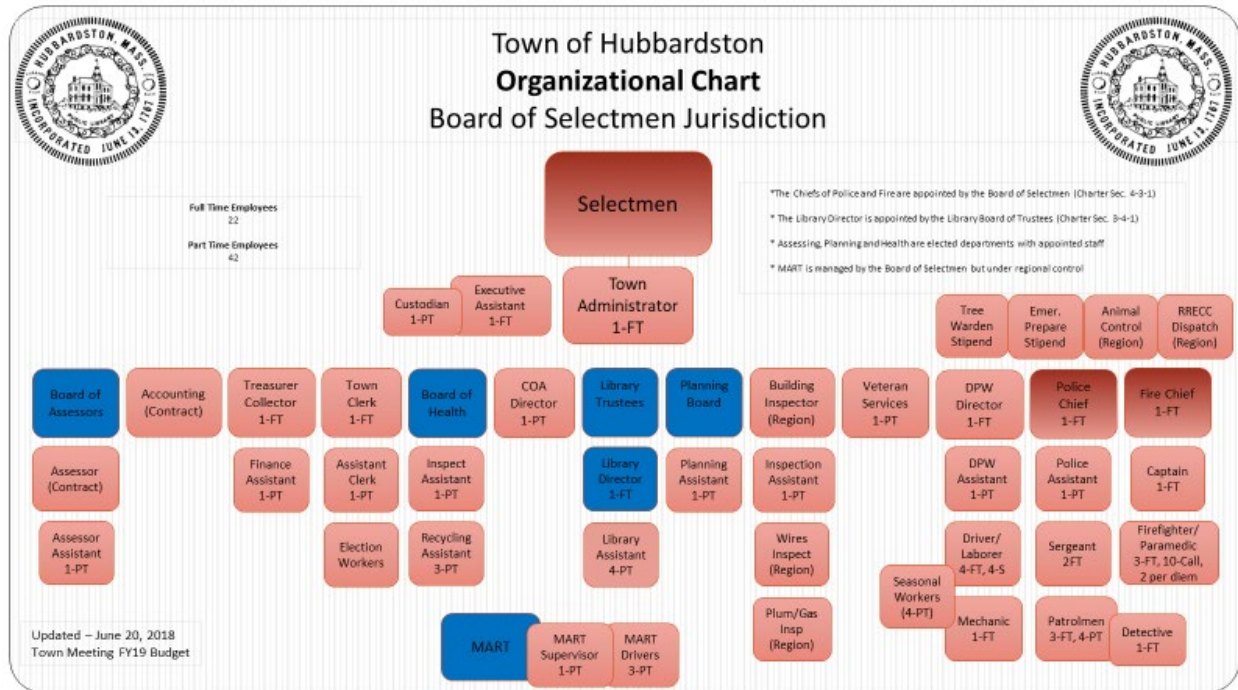 HUBBARDSTON, MASS.
PUBLIC LIBRARY
INCORPORATED JUNE 13, 1767
Town of Hubbardston
Organizational Chart
Board of Selectmen Jurisdiction
HUBBARDSTON, MASS.
PUBLIC LIBRARY
INCORPORATED JUNE 13, 1767
Full Time Employees
22
Part Time Employees
42
Selectmen
*The Chiefs of Police and Fire are appointed by the Board of Selectmen (Charter Sec. 4-3-1)
* The Library Director is appointed by the Library Board of Trustees (Charter Sec. 3-4-1)
* Assessing, Planning and Health are elected departments with appointed staff
* MART is managed by the Board of Selectmen but under regional control
Custodian
1-PT
Executive
Assistant
1-FT
Town
Administrator
1-FT
Tree
Warden
Stipend
Emer.
Prepare
Stipend
Animal
Control
(Region)
RRECC
Dispatch
(Region)
Board of
Assessors
Accounting
(Contract)
Treasurer
Collector
1-FT
Town
Clerk
1-FT
Board of
Health
COA
Director
1-PT
Library
Trustees
Planning
Board
Building
Inspector
(Region)
Veteran
Services
1-PT
DPW
Director
1-FT
Police
Chief
1-FT
Fire Chief
1-FT
Assessor
(Contract)
Finance
Assistant
1-PT
Assistant
Clerk
1-PT
Inspect
Assistant
1-PT
Library
Director
1-FT
Planning
Assistant
1-PT
Inspection
Assistant
1-PT
DPW
Assistant
1-PT
Police
Assistant
1-PT
Captain
1-FT
Assessor
Assistant
1-PT
Election
Workers
Recycling
Assistant
3-PT
Library
Assistant
4-PT
Wires
Inspect
(Region)
Driver/
Laborer
4-FT, 4-S
Sergeant
2FT
Firefighter/
Paramedic
3-FT, 10-Call,
2 per diem
Seasonal
Workers
(4-PT)
MART
MART
Supervisor
1-PT
MART
Drivers
3-PT
Plum/Gas
Insp
(Region)
Mechanic
1-FT
Patrolmen
3-FT, 4-PT
Detective
1-FT
Updated – June 20, 2018
Town Meeting FY19 Budget